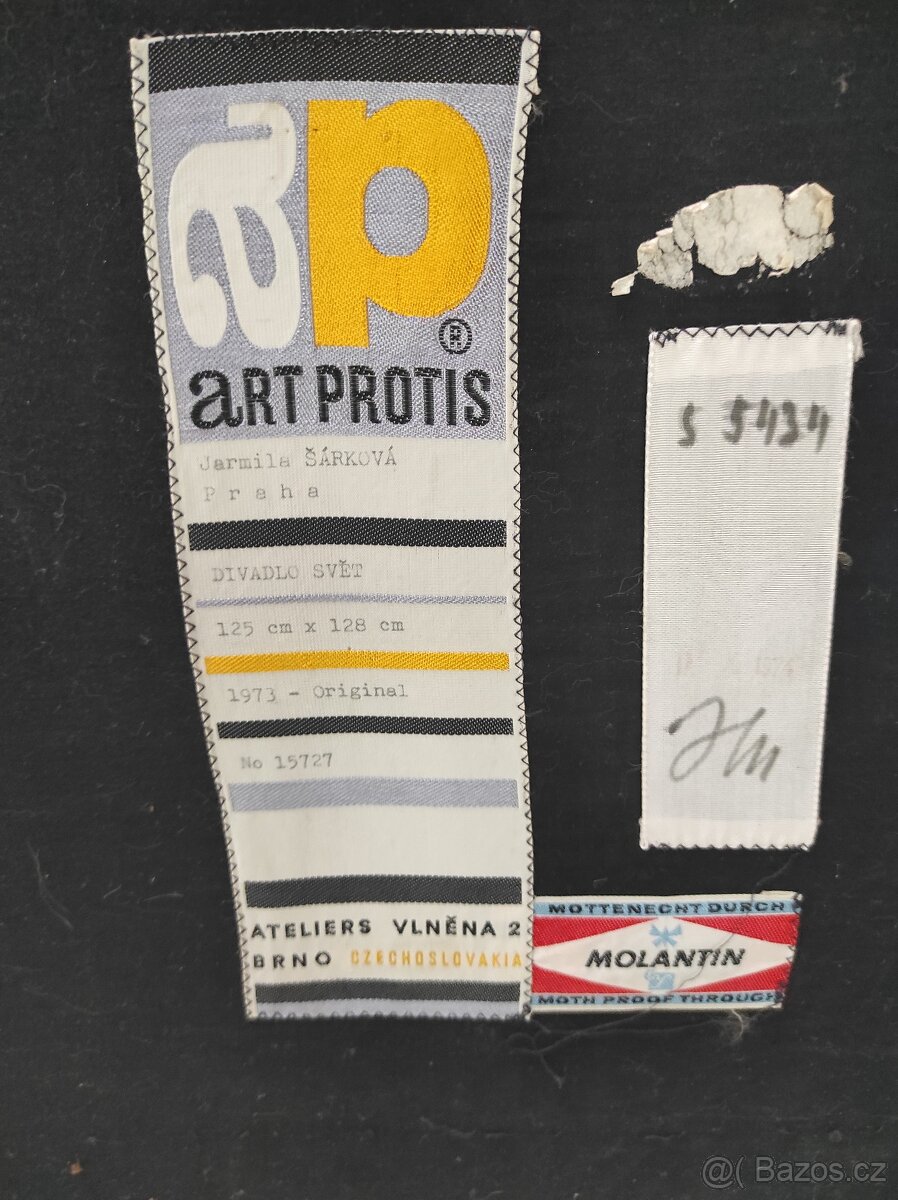 ap
®
aRT PROTIS
Jarmila ŠÁRKOVÁ
Praha
DIVADLO SVĚT
125 cm x 128 cm
1973 - Original
No 15727
ATELIERS VLNĚNA 2
BRNO CZECHOSLOVAKIA
S 5434
MOTTENECHT DURCH
MOLANTIN
MOTH PROOF THROUGH
@( Bazos.cz